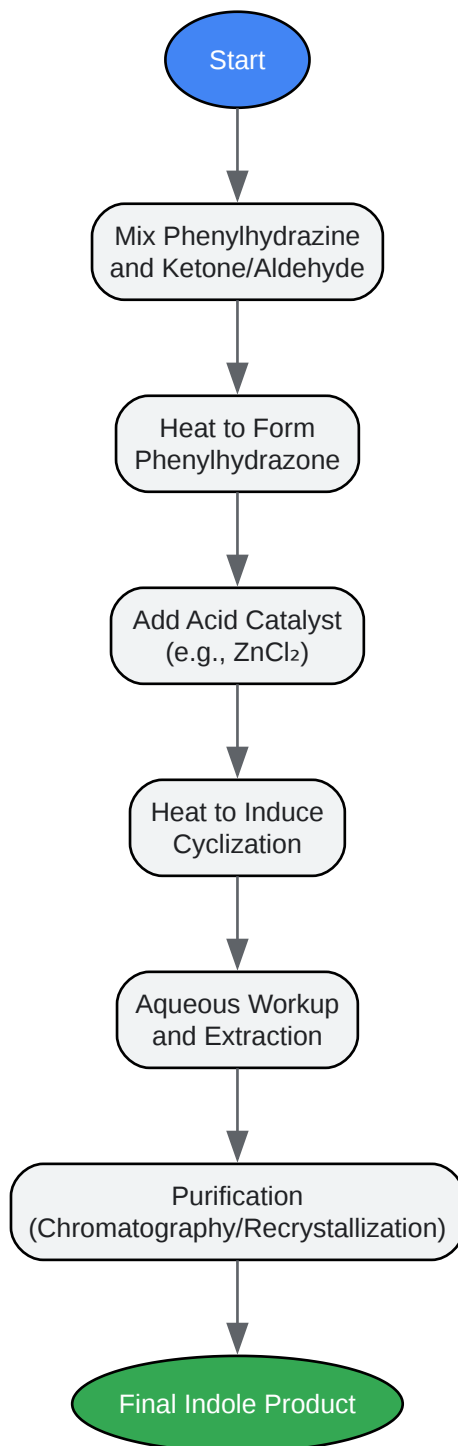 Start
Mix Phenylhydrazine
and Ketone/Aldehyde
Heat to Form
Phenylhydrazone
Add Acid Catalyst
(e.g., ZnCl₂)
Heat to Induce
Cyclization
Aqueous Workup
and Extraction
Purification
(Chromatography/Recrystallization)
Final Indole Product